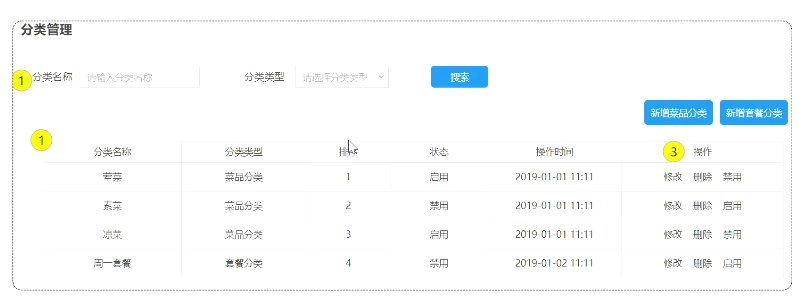 分类管理
1 分类名称 请输入分类名称 分类类型 请选择分类类型 搜索
新增菜品分类 新增套餐分类
1
分类名称 分类类型 排序 状态 操作时间 3 操作
荤菜 菜品分类 1 启用 2019-01-01 11:11 修改 删除 禁用
素菜 菜品分类 2 禁用 2019-01-01 11:11 修改 删除 启用
凉菜 菜品分类 3 启用 2019-01-01 11:11 修改 删除 禁用
周一套餐 套餐分类 4 禁用 2019-01-02 11:11 修改 删除 启用